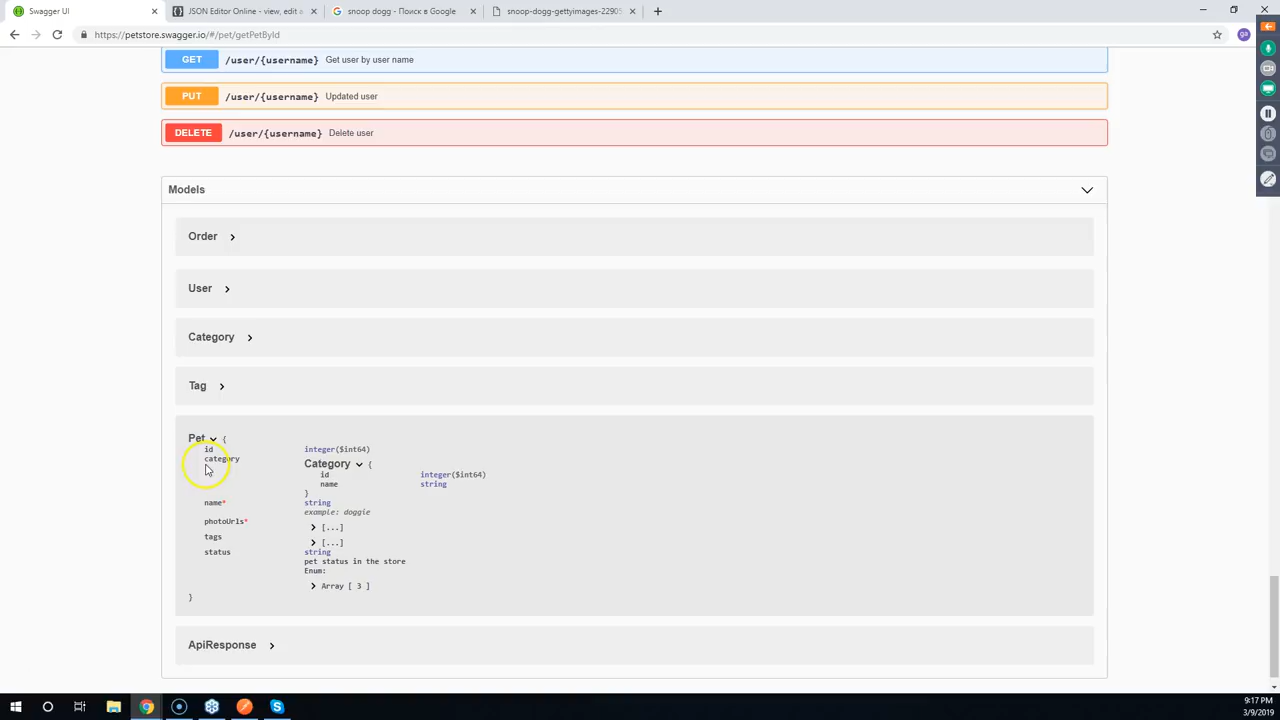 Swagger UI
JSON Editor Online - view, edit a
snoop dogg - Поиск в Google
snoop-dogg-gettyimages-22905
https://petstore.swagger.io/#/pet/getPetById
ga
GET /user/{username} Get user by user name
PUT /user/{username} Updated user
DELETE /user/{username} Delete user
Models
Order
User
Category
Tag
Pet {
id integer($int64)
category Category {
id integer($int64)
name string
}
name* string
example: doggie
photoUrls* [...]
tags [...]
status string
pet status in the store
Enum:
Array [ 3 ]
}
ApiResponse
9:17 PM
3/9/2019